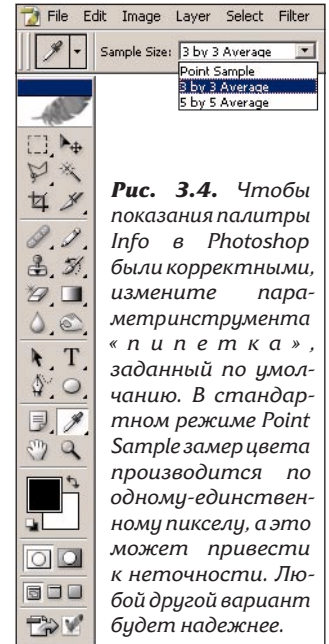 File Edit Image Layer Select Filter
Sample Size: 3 by 3 Average
Point Sample
3 by 3 Average
5 by 5 Average
Рис. 3.4. Чтобы
показания палитры
Info в Photoshop
были корректными,
измените пара-
метр инструмента
«пипетка»,
заданный по умол-
чанию. В стандар-
тном режиме Point
Sample замер цвета
производится по
одному-единствен-
ному пикселу, а это
может привести
к неточности. Лю-
бой другой вариант
будет надежнее.
T